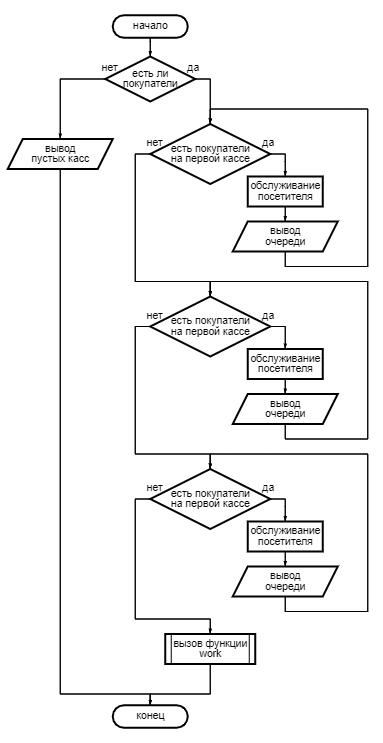 начало
нет
да
есть ли
покупатели
вывод
пустых касс
нет
да
есть покупатели
на первой кассе
обслуживание
посетителя
вывод
очереди
нет
да
есть покупатели
на первой кассе
обслуживание
посетителя
вывод
очереди
нет
да
есть покупатели
на первой кассе
обслуживание
посетителя
вывод
очереди
вызов функции
work
конец